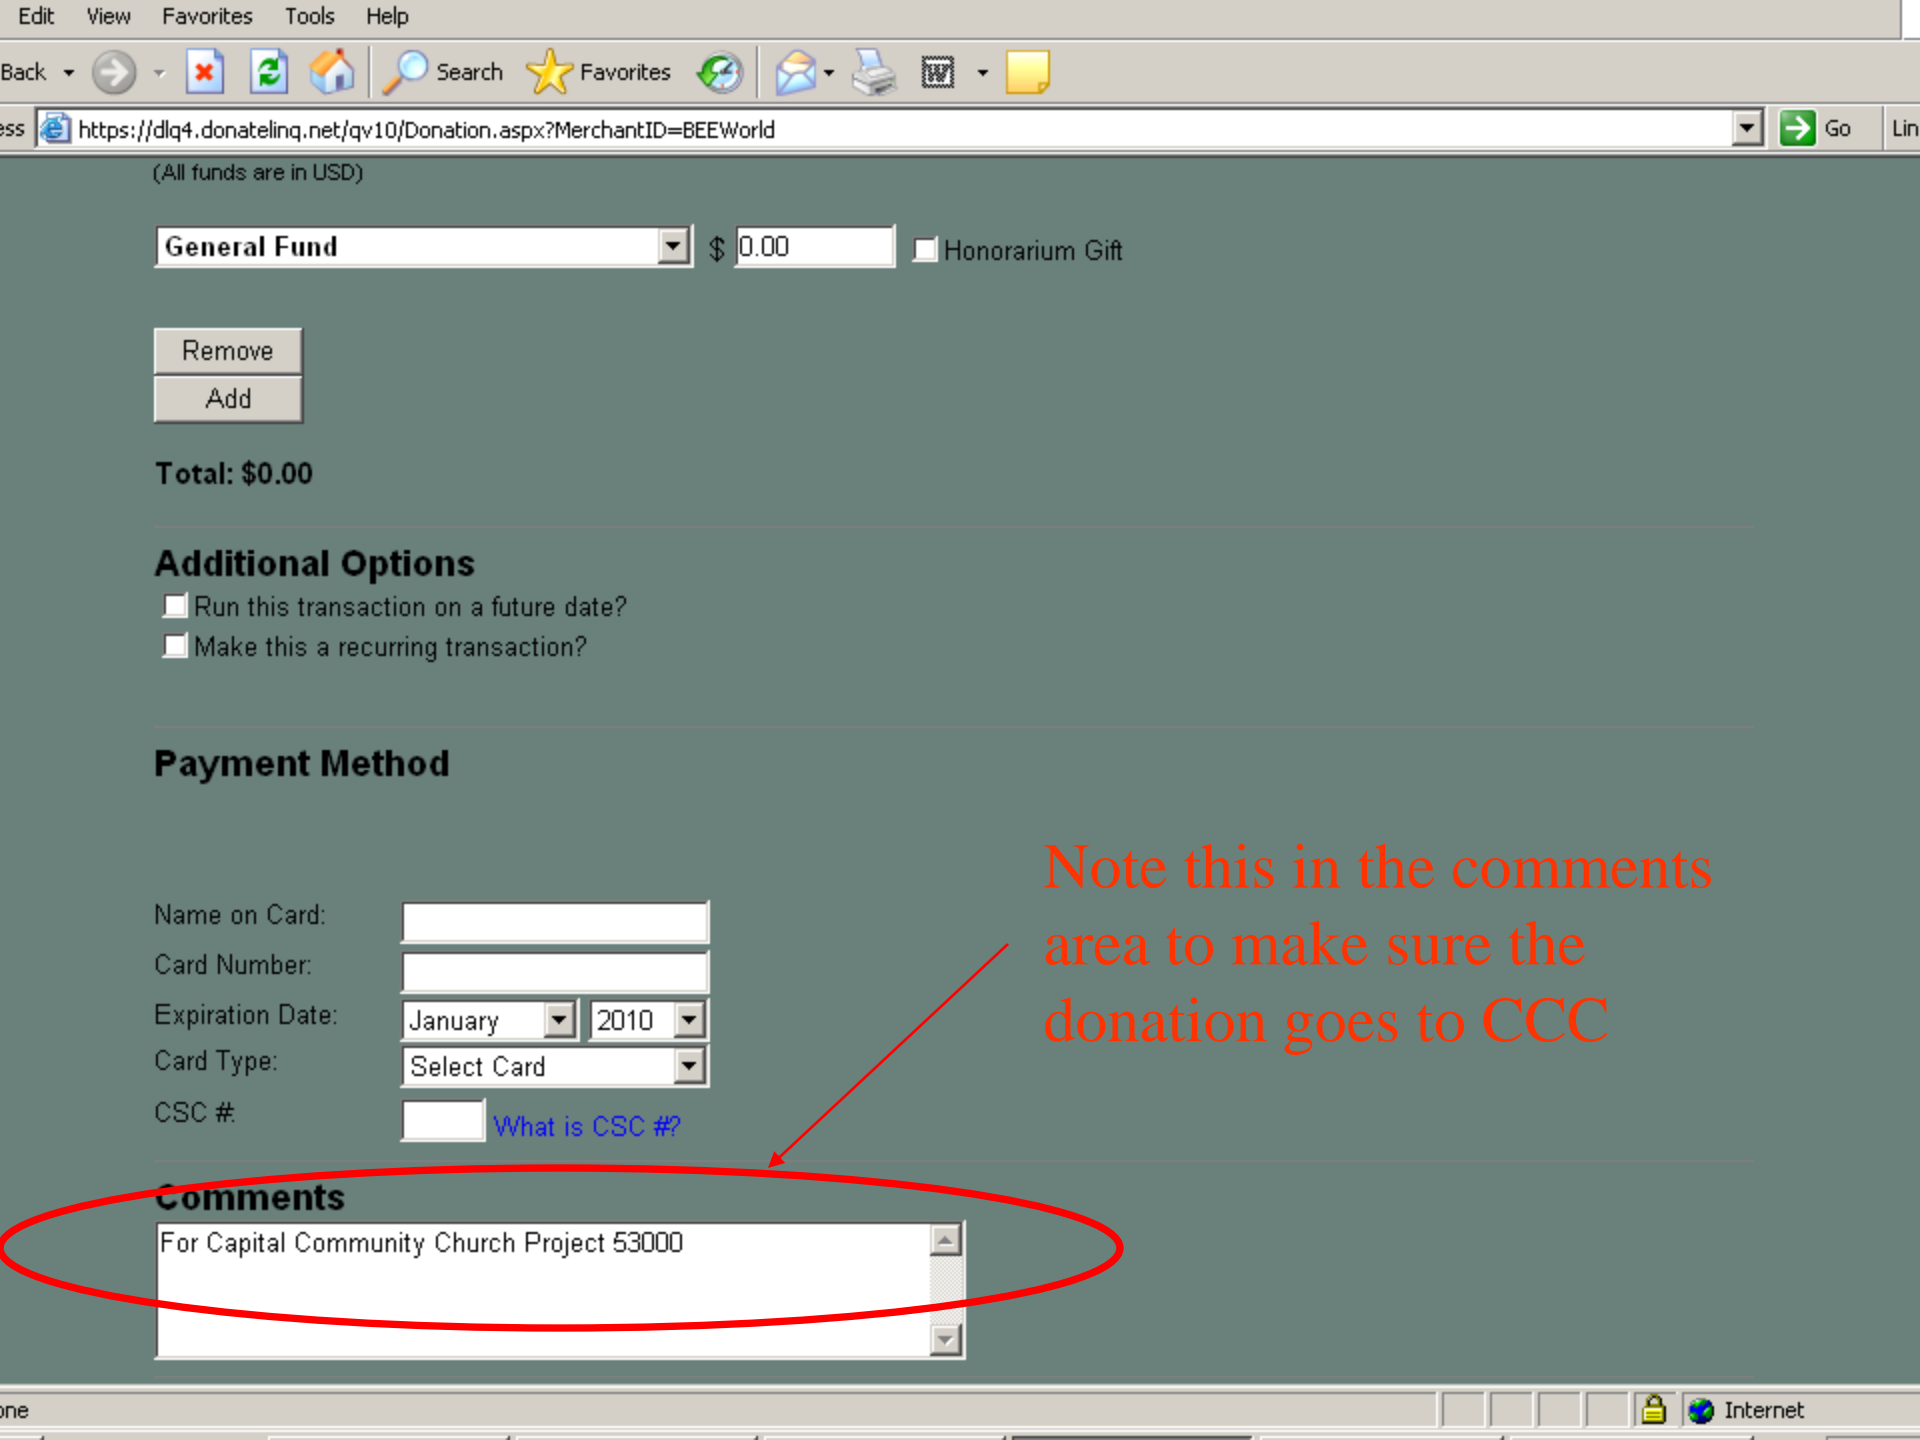 Edit View Favorites Tools Help
Back Search Favorites
https://dlq4.donatelinq.net/qv10/Donation.aspx?MerchantID=BEEWorld Go
(All funds are in USD)
General Fund $ 0.00 Honorarium Gift
Remove
Add
Total: $0.00
Additional Options
Run this transaction on a future date?
Make this a recurring transaction?
Payment Method
Note this in the comments
area to make sure the
donation goes to CCC
Name on Card:
Card Number:
Expiration Date: January 2010
Card Type: Select Card
CSC #: What is CSC #?
Comments
For Capital Community Church Project 53000
Internet